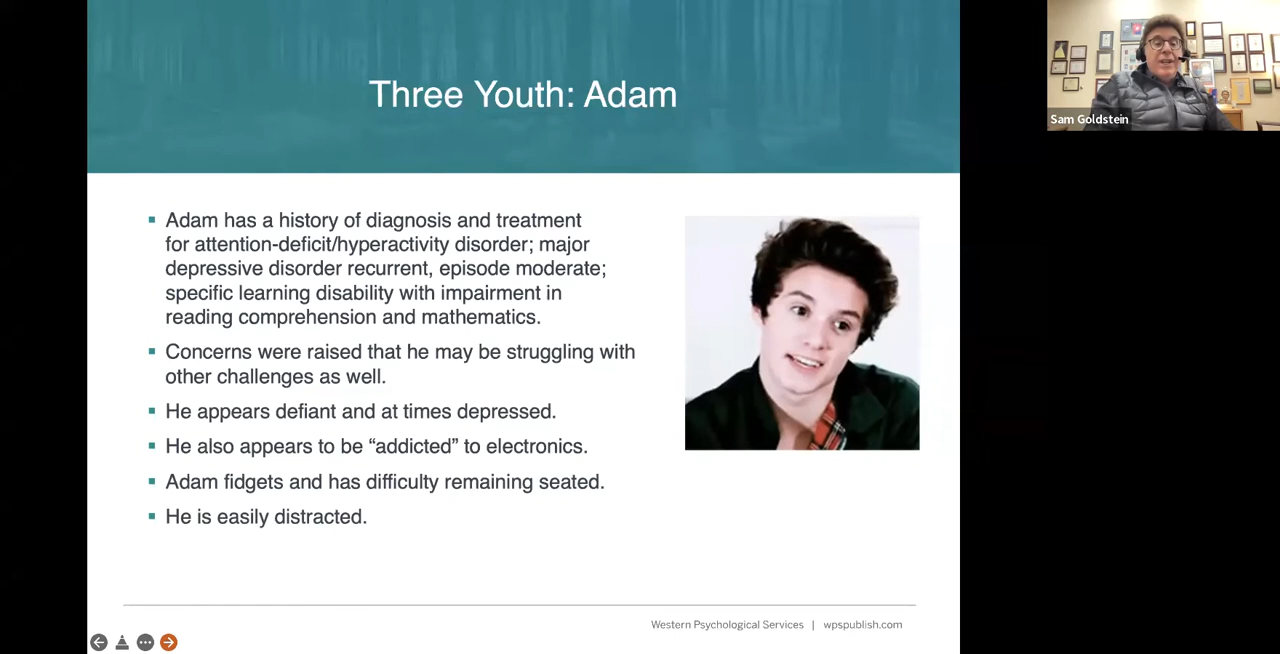 Three Youth: Adam
Sam Goldstein
▪ Adam has a history of diagnosis and treatment
for attention-deficit/hyperactivity disorder; major
depressive disorder recurrent, episode moderate;
specific learning disability with impairment in
reading comprehension and mathematics.
▪ Concerns were raised that he may be struggling with
other challenges as well.
▪ He appears defiant and at times depressed.
▪ He also appears to be “addicted” to electronics.
▪ Adam fidgets and has difficulty remaining seated.
▪ He is easily distracted.
Western Psychological Services | wpspublish.com